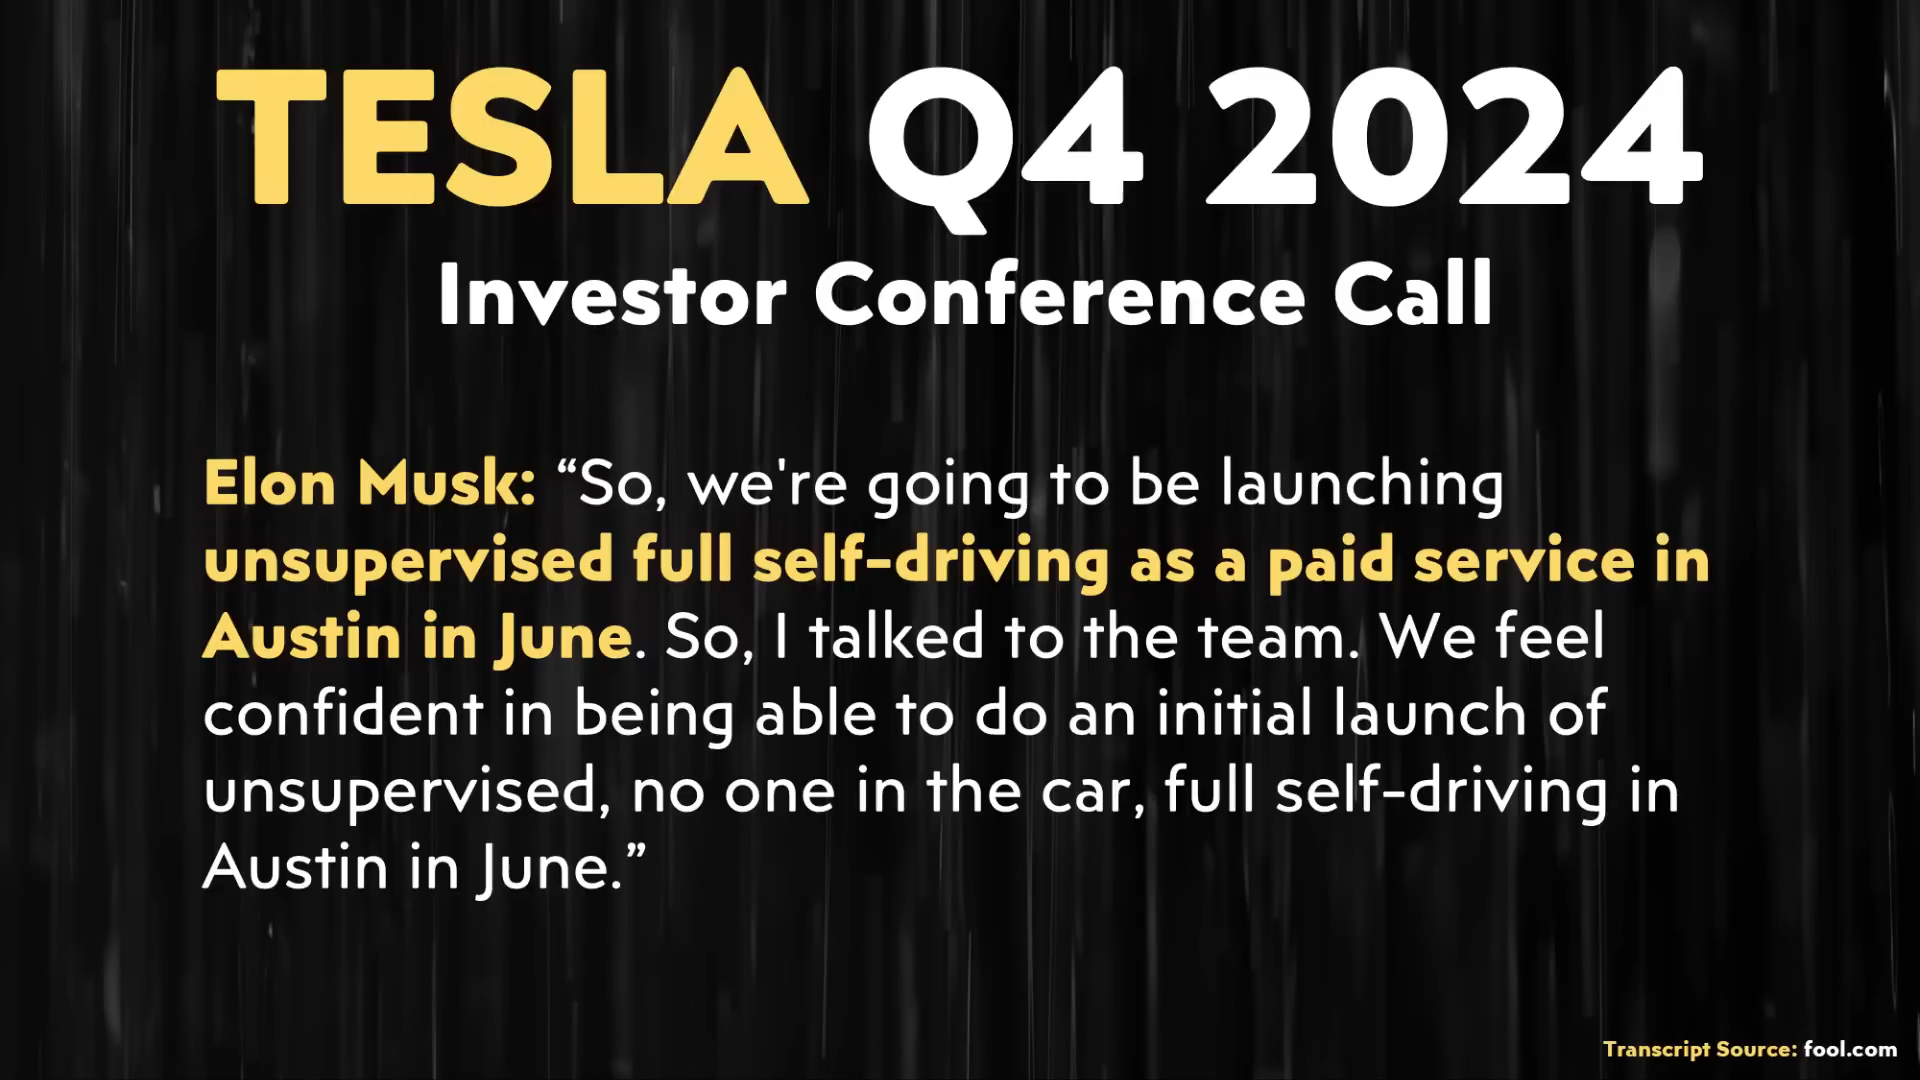 TESLA Q4 2024
Investor Conference Call
Elon Musk: “So, we're going to be launching
unsupervised full self-driving as a paid service in
Austin in June. So, I talked to the team. We feel
confident in being able to do an initial launch of
unsupervised, no one in the car, full self-driving in
Austin in June.”
Transcript Source: fool.com